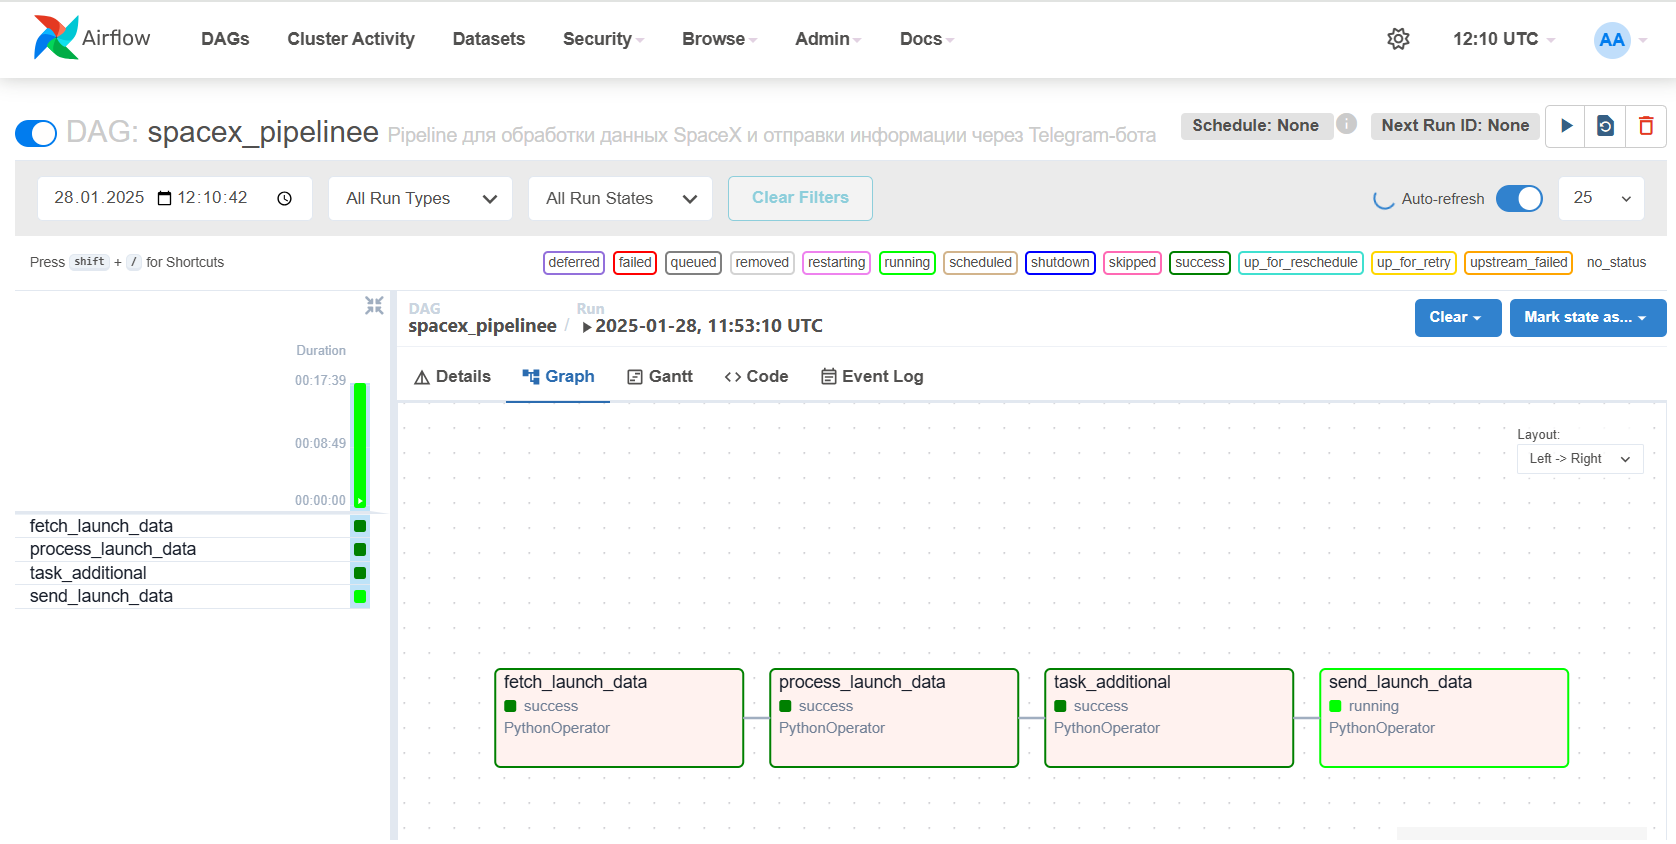 Airflow DAGs Cluster Activity Datasets Security Browse Admin Docs 12:10 UTC AA
DAG: spacex_pipelinee Pipeline для обработки данных SpaceX и отправки информации через Telegram-бота Schedule: None i Next Run ID: None
28.01.2025 12:10:42 All Run Types All Run States Clear Filters Auto-refresh 25
Press shift + / for Shortcuts deferred failed queued removed restarting running scheduled shutdown skipped success up_for_reschedule up_for_retry upstream_failed no_status
DAG Run
spacex_pipelinee / 2025-01-28, 11:53:10 UTC Clear Mark state as...
Duration
00:17:39
00:08:49
00:00:00
fetch_launch_data
process_launch_data
task_additional
send_launch_data
Details Graph Gantt Code Event Log
Layout:
Left -> Right
fetch_launch_data
success
PythonOperator
process_launch_data
success
PythonOperator
task_additional
success
PythonOperator
send_launch_data
running
PythonOperator